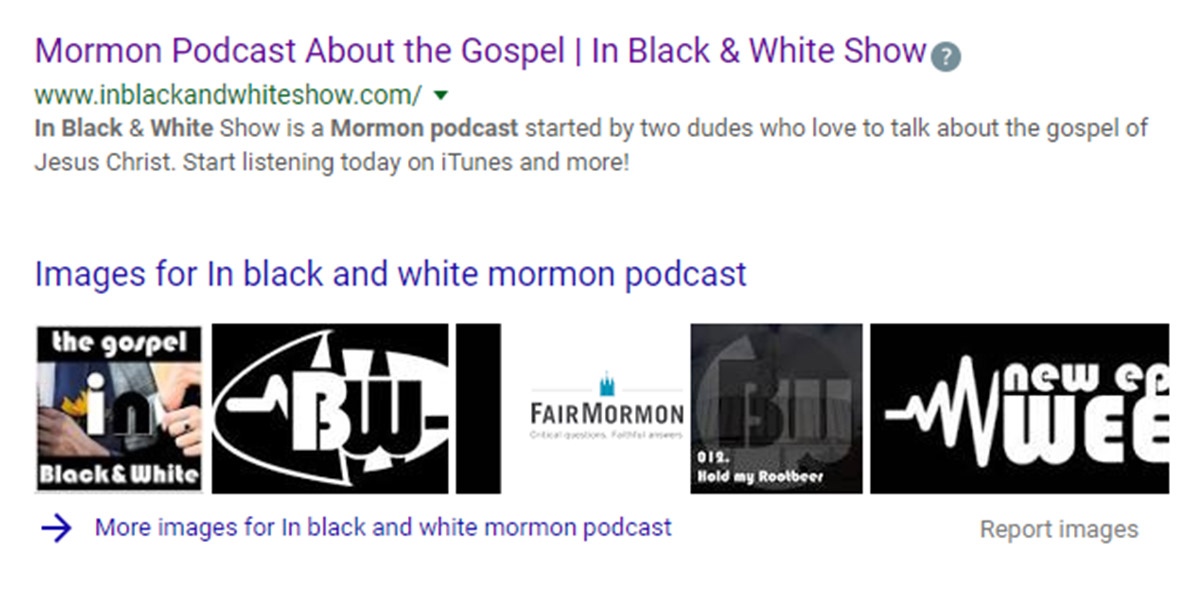 Mormon Podcast About the Gospel | In Black & White Show ?
www.inblackandwhiteshow.com/
In Black & White Show is a Mormon podcast started by two dudes who love to talk about the gospel of
Jesus Christ. Start listening today on iTunes and more!
Images for In black and white mormon podcast
the gospel
in
Black & White
BW
FAIRMORMON
Critical questions. Faithful answers
BW
012.
Hold my Rootbeer
new ep
WEE
More images for In black and white mormon podcast
Report images